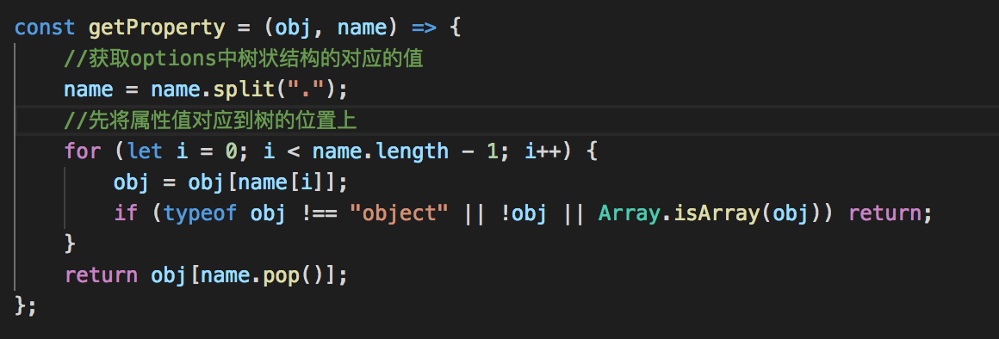 const getProperty = (obj, name) => {
    //获取options中树状结构的对应的值
    name = name.split(".");
    //先将属性值对应到树的位置上
    for (let i = 0; i < name.length - 1; i++) {
        obj = obj[name[i]];
        if (typeof obj !== "object" || !obj || Array.isArray(obj)) return;
    }
    return obj[name.pop()];
};